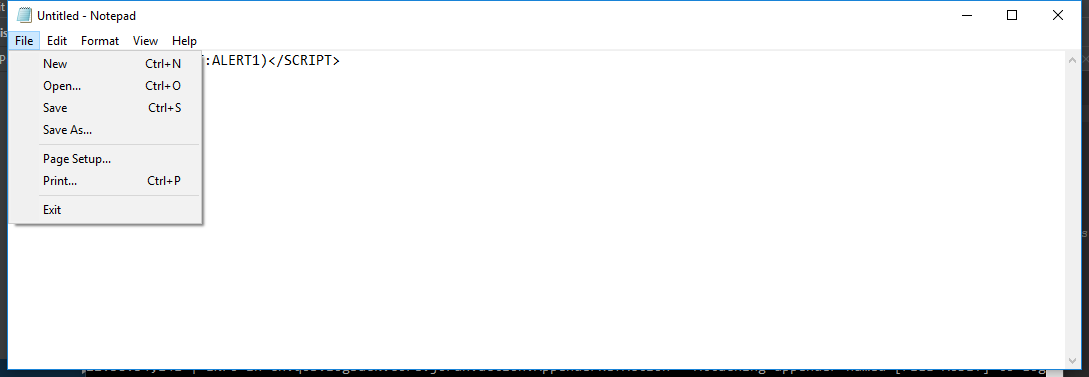 Untitled - Notepad
File Edit Format View Help
:ALERT1)</SCRIPT>
New Ctrl+N
Open... Ctrl+O
Save Ctrl+S
Save As...
Page Setup...
Print... Ctrl+P
Exit